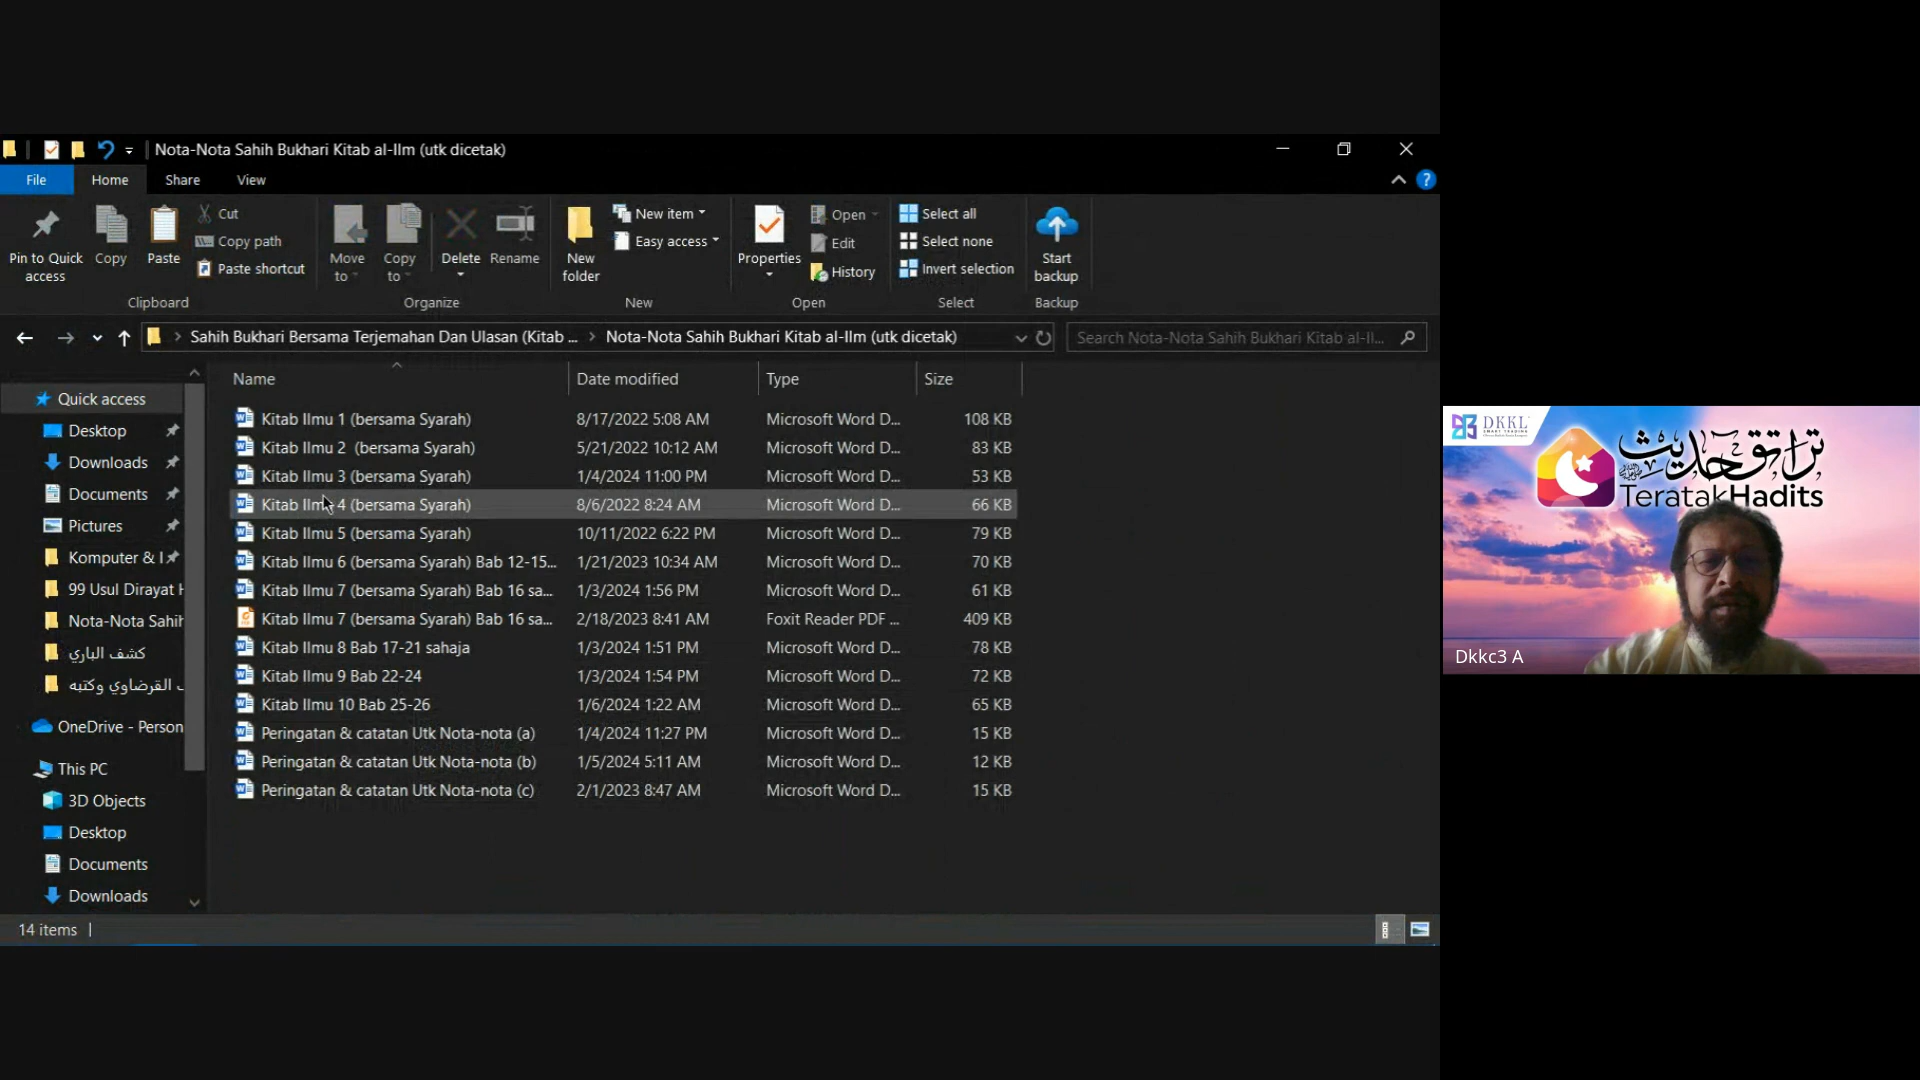 Nota-Nota Sahih Bukhari Kitab al-Ilm (utk dicetak)
File Home Share View
Pin to Quick access
Copy
Paste
Cut
Copy path
Paste shortcut
Clipboard
Move to
Copy to
Delete
Rename
Organize
New folder
New item
Easy access
New
Properties
Open
Edit
History
Open
Select all
Select none
Invert selection
Select
Start backup
Backup
Sahih Bukhari Bersama Terjemahan Dan Ulasan (Kitab ... > Nota-Nota Sahih Bukhari Kitab al-Ilm (utk dicetak)
Search Nota-Nota Sahih Bukhari Kitab al-Il...
Quick access
Desktop
Downloads
Documents
Pictures
Komputer & I
99 Usul Dirayat H
Nota-Nota Sahih
كشف الباري
القرضاوي وكتبه
OneDrive - Person
This PC
3D Objects
Desktop
Documents
Downloads
Name Date modified Type Size
Kitab Ilmu 1 (bersama Syarah) 8/17/2022 5:08 AM Microsoft Word D... 108 KB
Kitab Ilmu 2 (bersama Syarah) 5/21/2022 10:12 AM Microsoft Word D... 83 KB
Kitab Ilmu 3 (bersama Syarah) 1/4/2024 11:00 PM Microsoft Word D... 53 KB
Kitab Ilmu 4 (bersama Syarah) 8/6/2022 8:24 AM Microsoft Word D... 66 KB
Kitab Ilmu 5 (bersama Syarah) 10/11/2022 6:22 PM Microsoft Word D... 79 KB
Kitab Ilmu 6 (bersama Syarah) Bab 12-15... 1/21/2023 10:34 AM Microsoft Word D... 70 KB
Kitab Ilmu 7 (bersama Syarah) Bab 16 sa... 1/3/2024 1:56 PM Microsoft Word D... 61 KB
Kitab Ilmu 7 (bersama Syarah) Bab 16 sa... 2/18/2023 8:41 AM Foxit Reader PDF ... 409 KB
Kitab Ilmu 8 Bab 17-21 sahaja 1/3/2024 1:51 PM Microsoft Word D... 78 KB
Kitab Ilmu 9 Bab 22-24 1/3/2024 1:54 PM Microsoft Word D... 72 KB
Kitab Ilmu 10 Bab 25-26 1/6/2024 1:22 AM Microsoft Word D... 65 KB
Peringatan & catatan Utk Nota-nota (a) 1/4/2024 11:27 PM Microsoft Word D... 15 KB
Peringatan & catatan Utk Nota-nota (b) 1/5/2024 5:11 AM Microsoft Word D... 12 KB
Peringatan & catatan Utk Nota-nota (c) 2/1/2023 8:47 AM Microsoft Word D... 15 KB
14 items
DKKL
تراتق حديث
TeratakHadits
Dkkc3 A